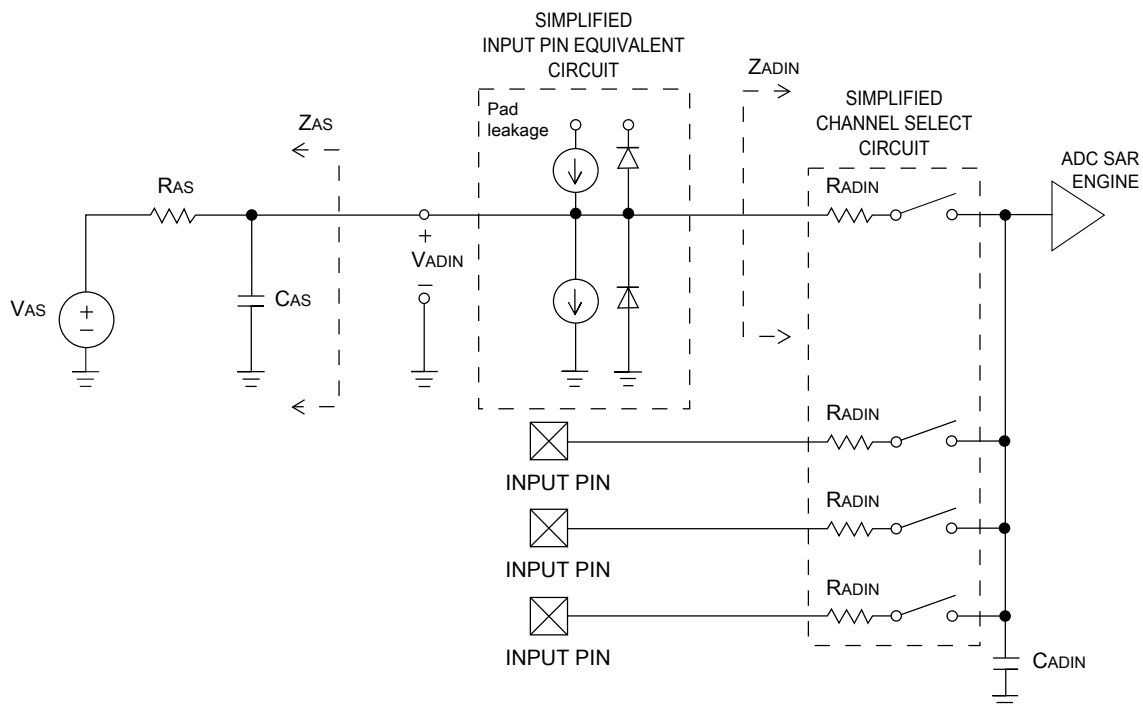 SIMPLIFIED
INPUT PIN EQUIVALENT
CIRCUIT
Pad
leakage
ZADIN
SIMPLIFIED
CHANNEL SELECT
CIRCUIT
ADC SAR
ENGINE
ZAS
RAS
RADIN
+
VADIN
–
CAS
VAS
+
–
RADIN
INPUT PIN
RADIN
INPUT PIN
RADIN
INPUT PIN
CADIN